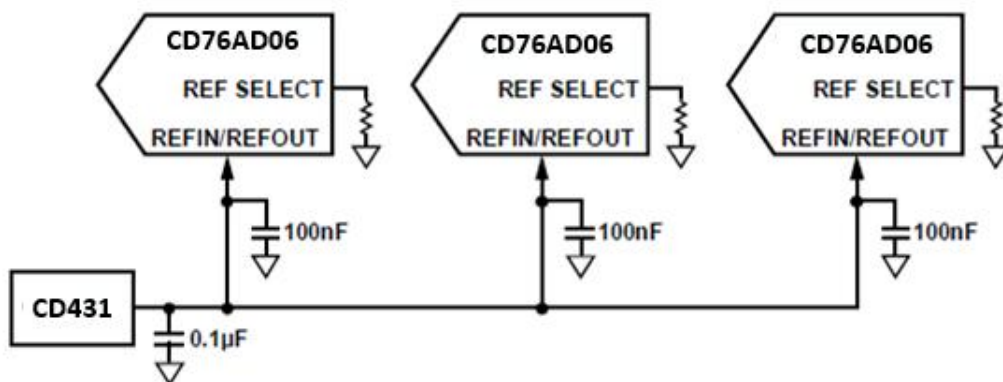 CD76AD06
REF SELECT
REFIN/REFOUT
100nF
CD76AD06
REF SELECT
REFIN/REFOUT
100nF
CD76AD06
REF SELECT
REFIN/REFOUT
100nF
CD431
0.1µF